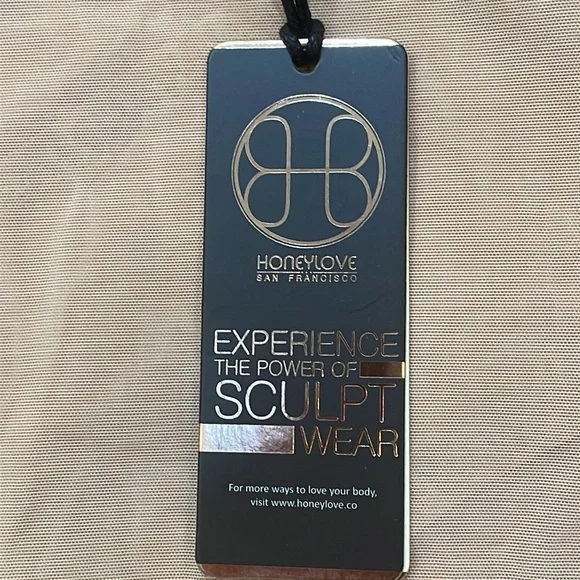 HONEYLOVE
SAN FRANCISCO
EXPERIENCE
THE POWER OF
SCULPT
WEAR
For more ways to love your body,
visit www.honeylove.co